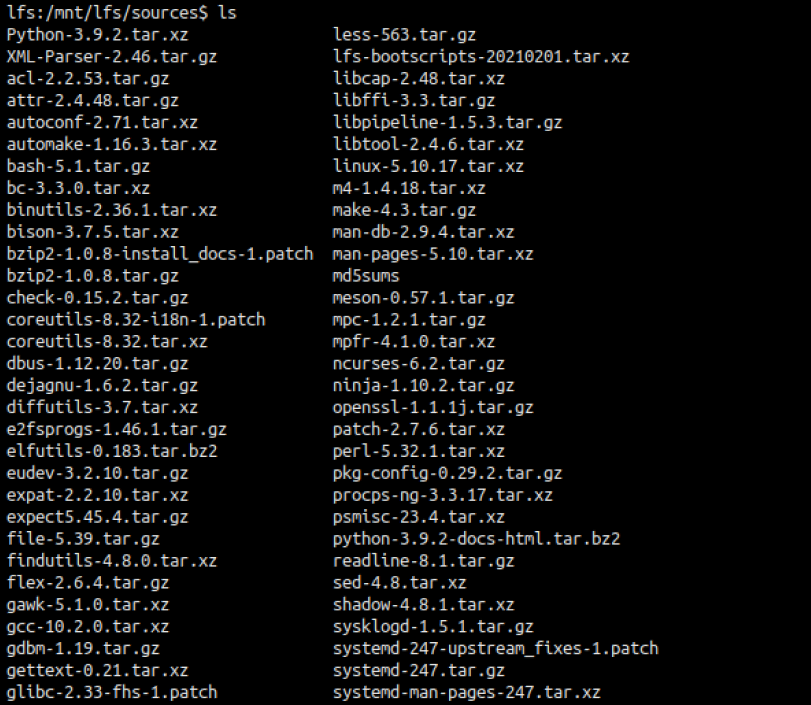 lfs:/mnt/lfs/sources$ ls
Python-3.9.2.tar.xz less-563.tar.gz
XML-Parser-2.46.tar.gz lfs-bootscripts-20210201.tar.xz
acl-2.2.53.tar.gz libcap-2.48.tar.xz
attr-2.4.48.tar.gz libffi-3.3.tar.gz
autoconf-2.71.tar.xz libpipeline-1.5.3.tar.gz
automake-1.16.3.tar.xz libtool-2.4.6.tar.xz
bash-5.1.tar.gz linux-5.10.17.tar.xz
bc-3.3.0.tar.xz m4-1.4.18.tar.xz
binutils-2.36.1.tar.xz make-4.3.tar.gz
bison-3.7.5.tar.xz man-db-2.9.4.tar.xz
bzip2-1.0.8-install_docs-1.patch man-pages-5.10.tar.xz
bzip2-1.0.8.tar.gz md5sums
check-0.15.2.tar.gz meson-0.57.1.tar.gz
coreutils-8.32-i18n-1.patch mpc-1.2.1.tar.gz
coreutils-8.32.tar.xz mpfr-4.1.0.tar.xz
dbus-1.12.20.tar.gz ncurses-6.2.tar.gz
dejagnu-1.6.2.tar.gz ninja-1.10.2.tar.gz
diffutils-3.7.tar.xz openssl-1.1.1j.tar.gz
e2fsprogs-1.46.1.tar.gz patch-2.7.6.tar.xz
elfutils-0.183.tar.bz2 perl-5.32.1.tar.xz
eudev-3.2.10.tar.gz pkg-config-0.29.2.tar.gz
expat-2.2.10.tar.xz procps-ng-3.3.17.tar.xz
expect5.45.4.tar.gz psmisc-23.4.tar.xz
file-5.39.tar.gz python-3.9.2-docs-html.tar.bz2
findutils-4.8.0.tar.xz readline-8.1.tar.gz
flex-2.6.4.tar.gz sed-4.8.tar.xz
gawk-5.1.0.tar.xz shadow-4.8.1.tar.xz
gcc-10.2.0.tar.xz sysklogd-1.5.1.tar.gz
gdbm-1.19.tar.gz systemd-247-upstream_fixes-1.patch
gettext-0.21.tar.xz systemd-247.tar.gz
glibc-2.33-fhs-1.patch systemd-man-pages-247.tar.xz